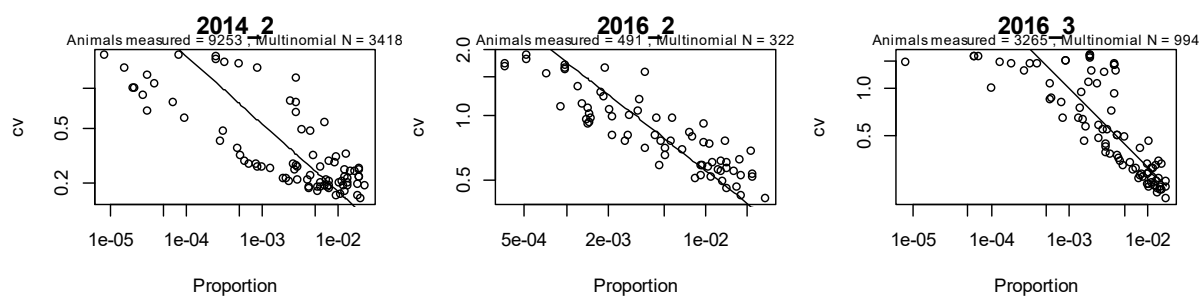 2014_2
Animals measured = 9253 , Multinomial N = 3418
cv
0.5
0.2
1e-05 1e-04 1e-03 1e-02
Proportion
2016_2
Animals measured = 491 , Multinomial N = 322
cv
2.0
1.0
0.5
5e-04 2e-03 1e-02
Proportion
2016_3
Animals measured = 3265 , Multinomial N = 994
cv
1.0
0.5
1e-05 1e-04 1e-03 1e-02
Proportion